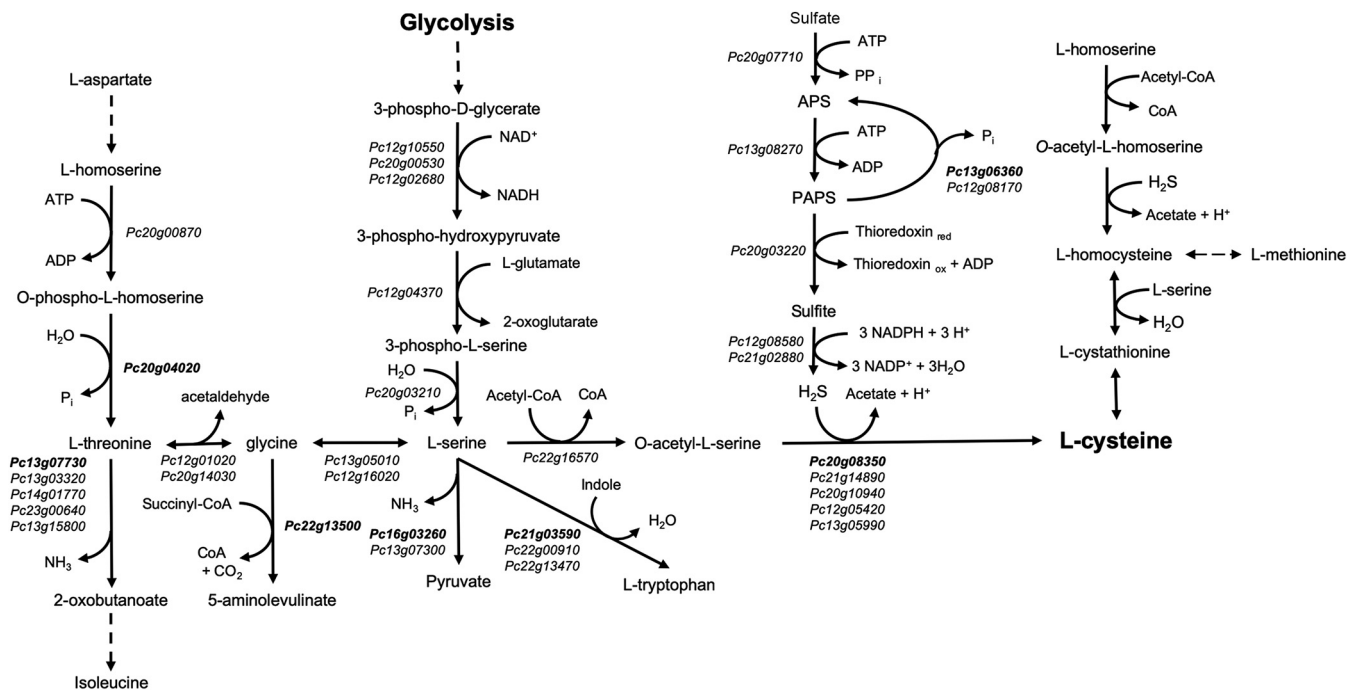 Glycolysis
L-aspartate
L-homoserine
ATP
ADP
Pc20g00870
O-phospho-L-homoserine
H₂O
Pᵢ
Pc20g04020
L-threonine
Pc13g07730
Pc13g03320
Pc14g01770
Pc23g00640
Pc13g15800
NH₃
2-oxobutanoate
Isoleucine
acetaldehyde
Pc12g01020
Pc20g14030
glycine
Succinyl-CoA
CoA
+ CO₂
Pc22g13500
5-aminolevulinate
Pc13g05010
Pc12g16020
3-phospho-D-glycerate
Pc12g10550
Pc20g00530
Pc12g02680
NAD⁺
NADH
3-phospho-hydroxypyruvate
Pc12g04370
L-glutamate
2-oxoglutarate
3-phospho-L-serine
H₂O
Pc20g03210
Pᵢ
L-serine
NH₃
Pc16g03260
Pc13g07300
Pyruvate
Indole
H₂O
Pc21g03590
Pc22g00910
Pc22g13470
L-tryptophan
Acetyl-CoA
CoA
Pc22g16570
O-acetyl-L-serine
Sulfate
Pc20g07710
ATP
PP i
APS
Pc13g08270
ATP
ADP
Pᵢ
Pc13g06360
Pc12g08170
PAPS
Pc20g03220
Thioredoxin red
Thioredoxin ox + ADP
Sulfite
Pc12g08580
Pc21g02880
3 NADPH + 3 H⁺
3 NADP⁺ + 3H₂O
H₂S
Acetate + H⁺
Pc20g08350
Pc21g14890
Pc20g10940
Pc12g05420
Pc13g05990
L-homoserine
Acetyl-CoA
CoA
O-acetyl-L-homoserine
H₂S
Acetate + H⁺
L-homocysteine
L-methionine
L-serine
H₂O
L-cystathionine
L-cysteine